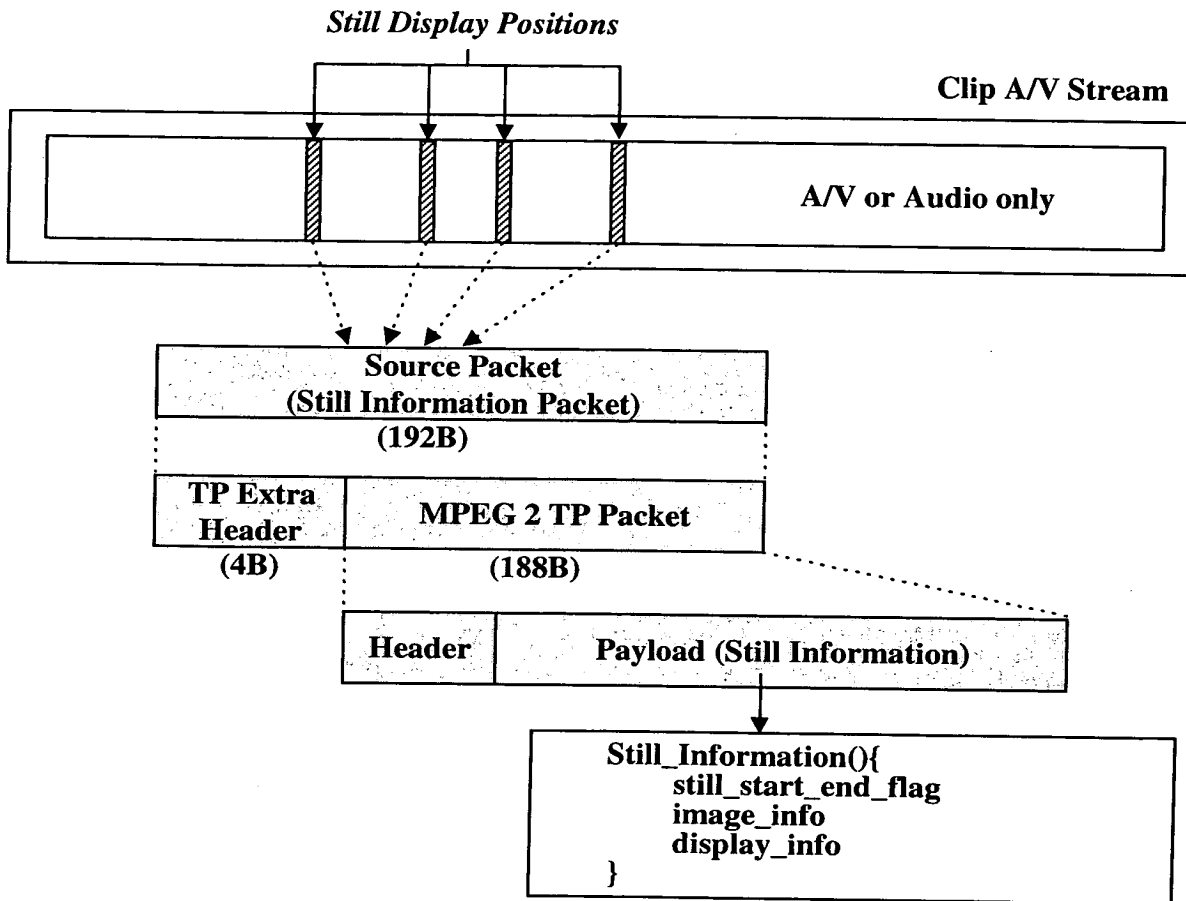 Still Display Positions
Clip A/V Stream
A/V or Audio only
Source Packet
(Still Information Packet)
(192B)
TP Extra
Header
MPEG 2 TP Packet
(4B)
(188B)
Header
Payload (Still Information)
Still_Information(){
still_start_end_flag
image_info
display_info
}